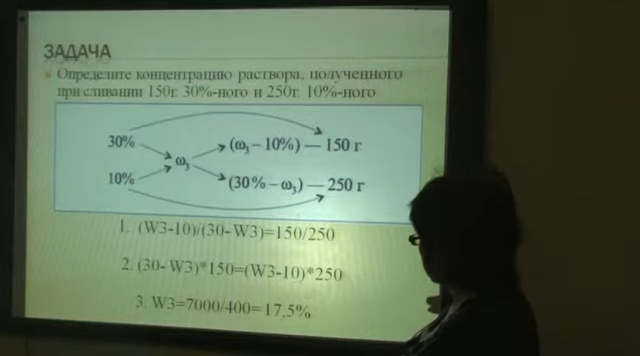 ЗАДАЧА
Определите концентрацию раствора, полученного
при сливании 150г. 30%-ного и 250г. 10%-ного
30% (ω₃ – 10%) — 150 г
ω₃
10% (30% – ω₃) — 250 г
1. (W3-10)/(30- W3)=150/250
2. (30- W3)*150=(W3-10)*250
3. W3=7000/400=17,5%